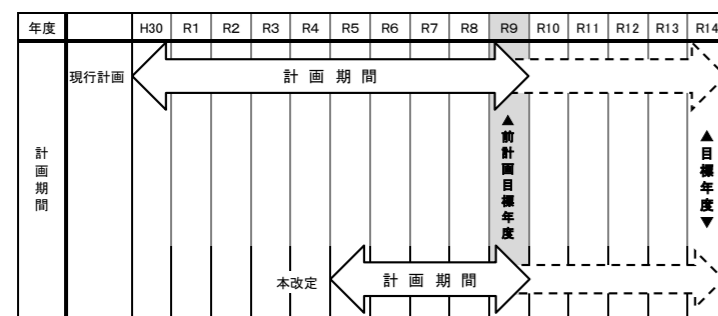 年度 H30 R1 R2 R3 R4 R5 R6 R7 R8 R9 R10 R11 R12 R13 R14
計画期間
現行計画
計画期間
▲前計画目標年度
▲目標年度▼
本改定
計画期間